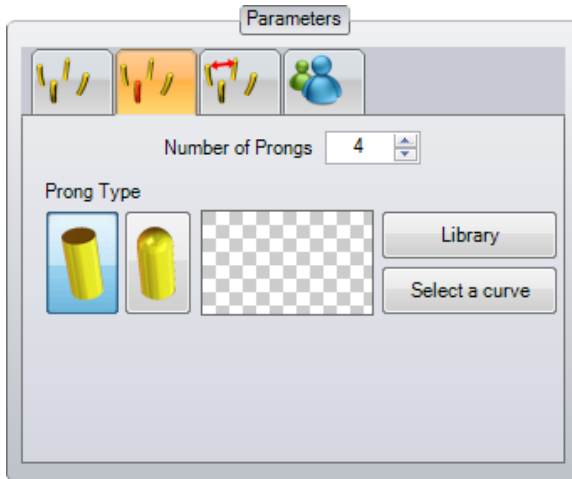 Parameters
Number of Prongs 4
Prong Type
Library
Select a curve